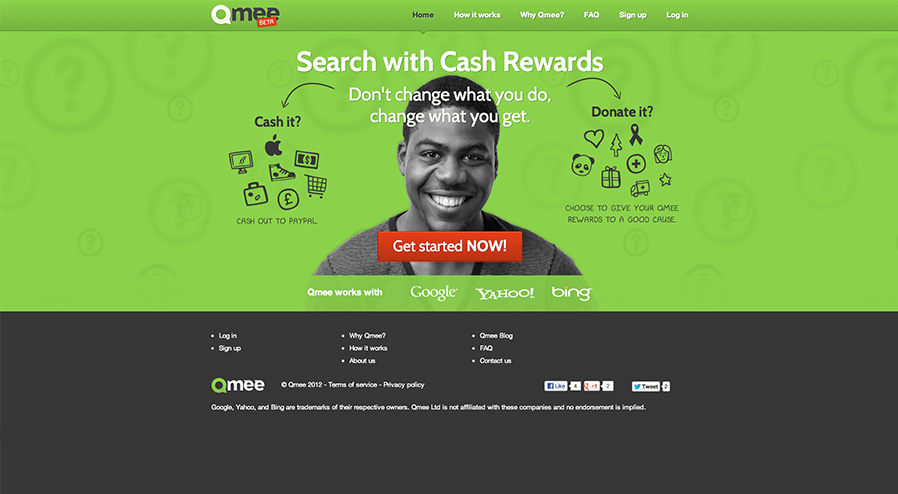 Qmee
BETA
Home
How it works
Why Qmee?
FAQ
Sign up
Log in
Search with Cash Rewards
Don't change what you do,
change what you get.
Cash it?
CASH OUT TO PAYPAL.
Donate it?
CHOOSE TO GIVE YOUR QMEE
REWARDS TO A GOOD CAUSE.
Get started NOW!
Qmee works with
Google
YAHOO!
bing
Log in
Sign up
Why Qmee?
How it works
About us
Qmee Blog
FAQ
Contact us
Qmee
© Qmee 2012 - Terms of service - Privacy policy
Like 4
+1 2
Tweet 2
Google, Yahoo, and Bing are trademarks of their respective owners. Qmee Ltd is not affiliated with these companies and no endorsement is implied.